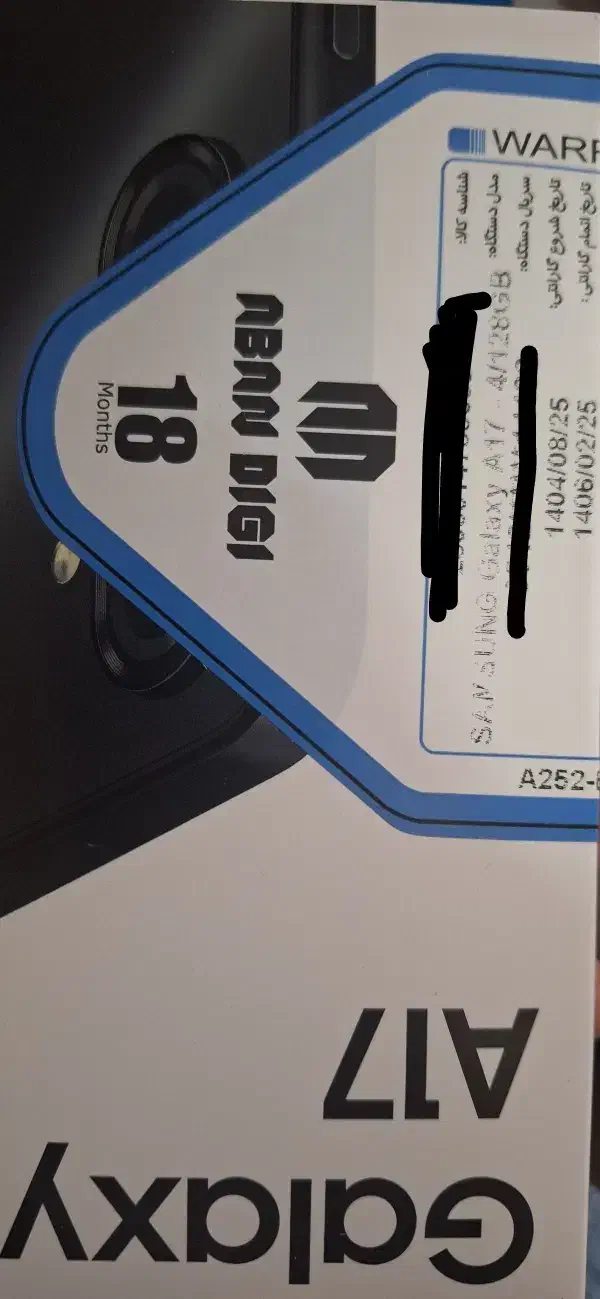 WARR
شناسه کالا:
مدل دستگاه:
SAMSUNG Galaxy A17 - 4/128GB
سریال دستگاه:
تاریخ شروع گارانتی:
1404/08/25
تاریخ اتمام گارانتی:
1406/02/25
A252-
ABAN DIGI
18
Months
Galaxy
A17